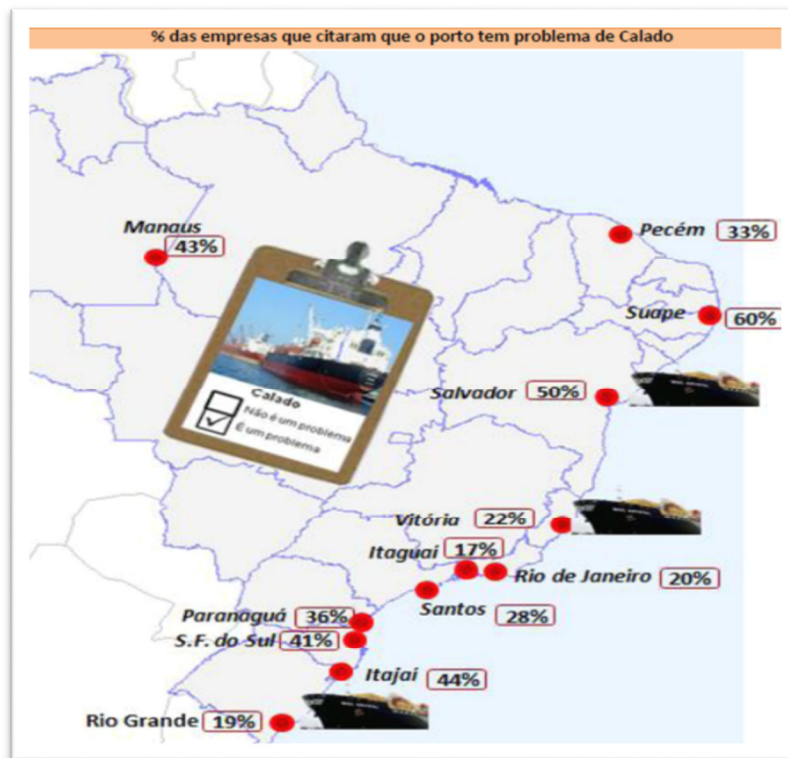 % das empresas que citaram que o porto tem problema de Calado
Manaus
43%
Pecém 33%
Suape 60%
Calado
Não é um problema
É um problema
Salvador 50%
Vitória 22%
Itaguai 17%
Rio de Janeiro 20%
Santos 28%
Paranaguá 36%
S.F. do Sul 41%
Itajaí 44%
Rio Grande 19%